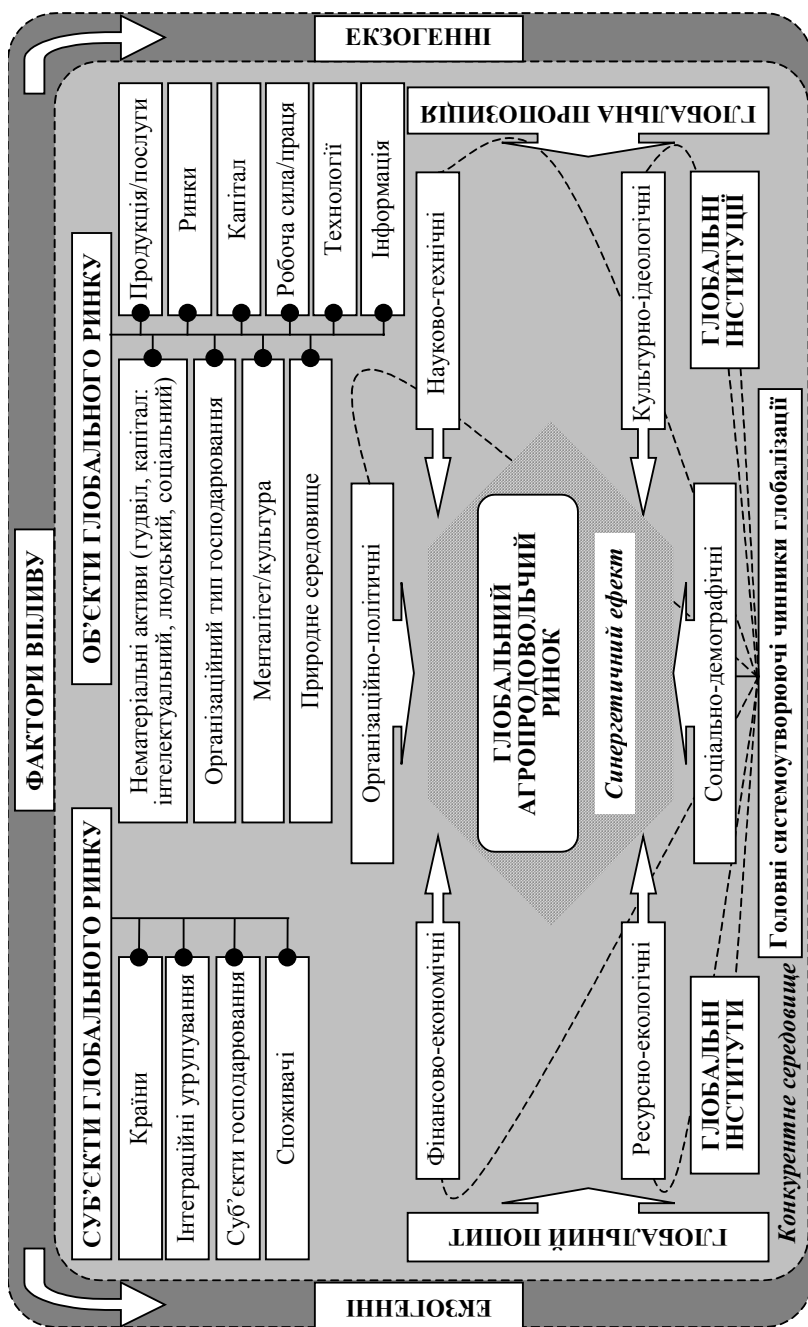 ФАКТОРИ ВПЛИВУ
ЕКЗОГЕННІ
ЕКЗОГЕННІ
СУБ’ЄКТИ ГЛОБАЛЬНОГО РИНКУ
Країни
Інтеграційні угрупування
Суб’єкти господарювання
Споживачі
ОБ’ЄКТИ ГЛОБАЛЬНОГО РИНКУ
Нематеріальні активи (гудвіл, капітал:
інтелектуальний, людський, соціальний)
Організаційний тип господарювання
Менталітет/культура
Природне середовище
Продукція/послуги
Ринки
Капітал
Робоча сила/праця
Технології
Інформація
ГЛОБАЛЬНИЙ ПОПИТ
Фінансово-економічні
Організаційно-політичні
Науково-технічні
ГЛОБАЛЬНА ПРОПОЗИЦІЯ
ГЛОБАЛЬНИЙ
АГРОПРОДОВОЛЬЧИЙ
РИНОК
Синергетичний ефект
Ресурсно-екологічні
Соціально-демографічні
Культурно-ідеологічні
ГЛОБАЛЬНІ
ІНСТИТУТИ
ГЛОБАЛЬНІ
ІНСТИТУЦІЇ
Головні системоутворюючі чинники глобалізації
Конкурентне середовище